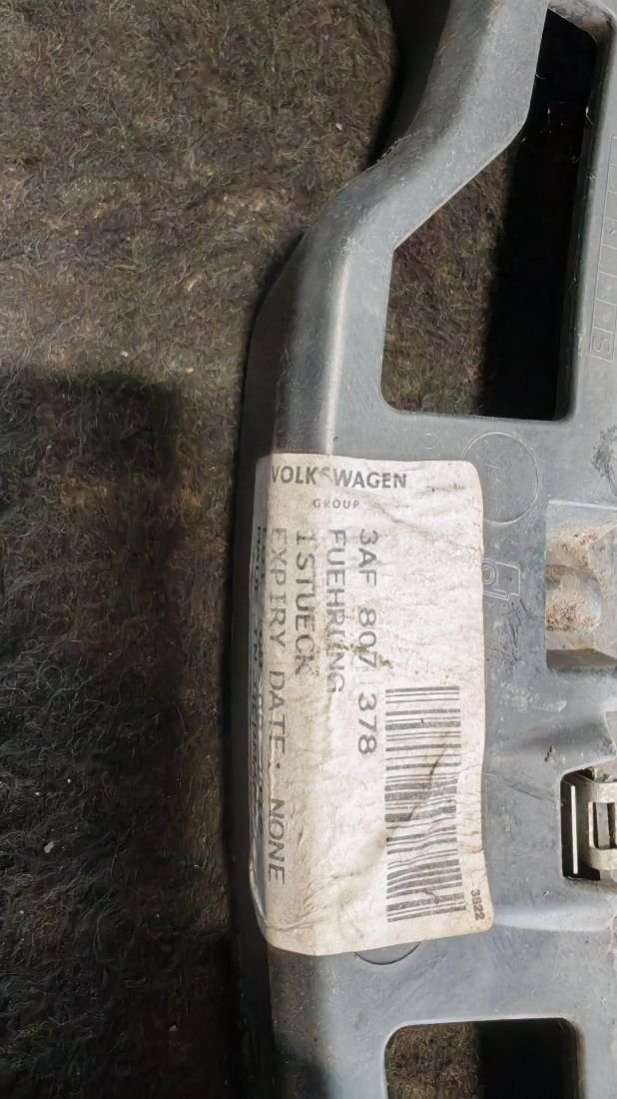 VOLKSWAGEN
GROUP
3AF 807 378
FUEHRUNG
1STUECK
EXPIRY DATE. NONE
3822